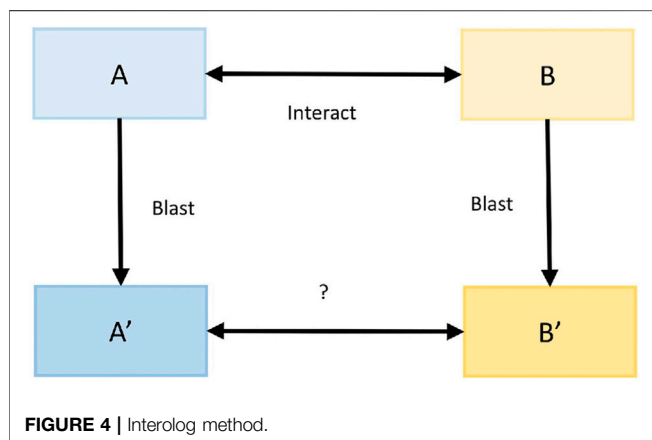 A
B
Interact
Blast
Blast
?
A’
B’
FIGURE 4 | Interolog method.